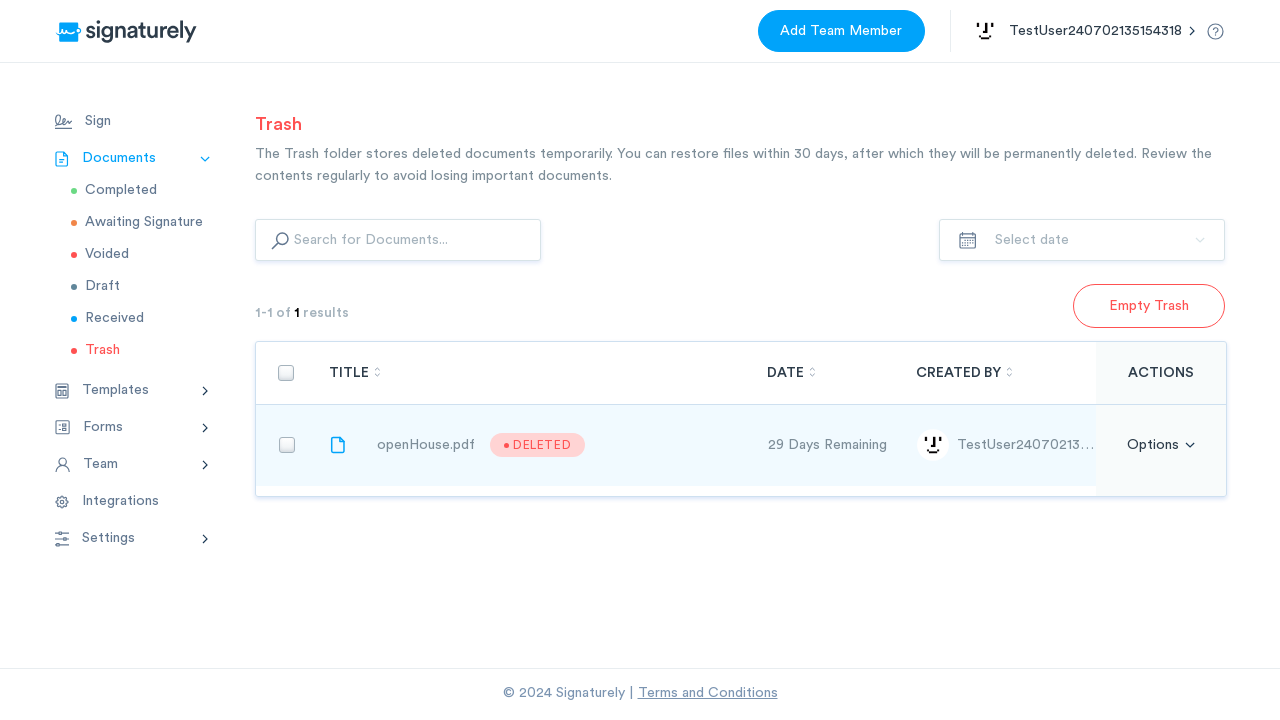 signaturely
Add Team Member
TestUser240702135154318
Sign
Documents
Completed
Awaiting Signature
Voided
Draft
Received
Trash
Templates
Forms
Team
Integrations
Settings
Trash
The Trash folder stores deleted documents temporarily. You can restore files within 30 days, after which they will be permanently deleted. Review the
contents regularly to avoid losing important documents.
Search for Documents...
Select date
1-1 of 1 results
Empty Trash
TITLE DATE CREATED BY ACTIONS
openHouse.pdf DELETED 29 Days Remaining TestUser24070213... Options
© 2024 Signaturely | Terms and Conditions